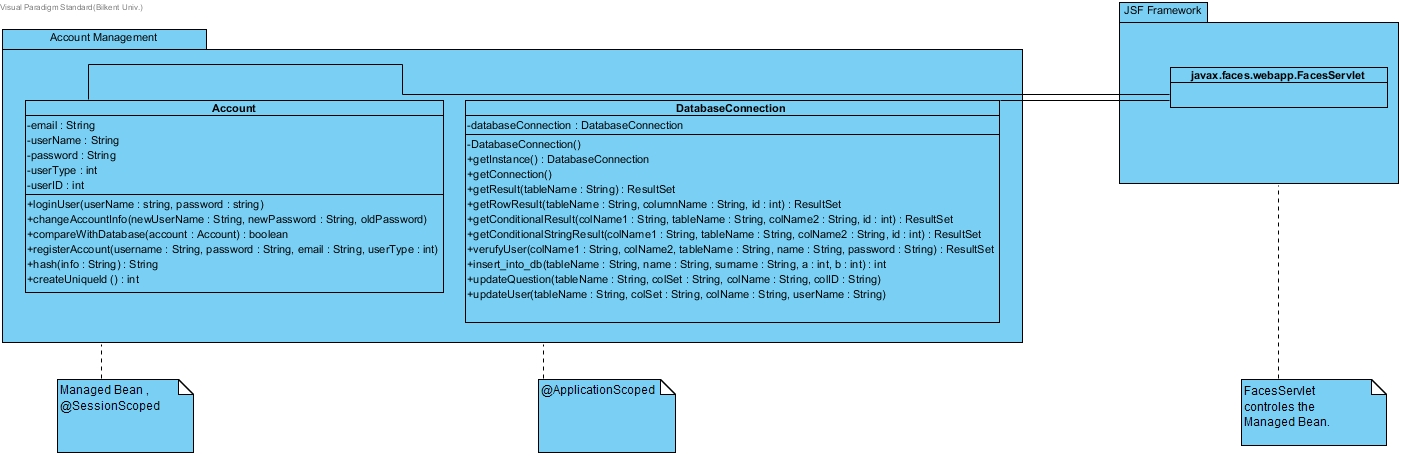 Visual Paradigm Standard(Bilkent Univ.)
Account Management
JSF Framework
javax.faces.webapp.FacesServlet
Account
-email : String
-userName : String
-password : String
-userType : int
-userID : int
+loginUser(userName : string, password : string)
+changeAccountInfo(newUserName : String, newPassword : String, oldPassword)
+compareWithDatabase(account : Account) : boolean
+registerAccount(username : String, password : String, email : String, userType : int)
+hash(info : String) : String
+createUniqueId () : int
DatabaseConnection
-databaseConnection : DatabaseConnection
-DatabaseConnection()
+getInstance() : DatabaseConnection
+getConnection()
+getResult(tableName : String) : ResultSet
+getRowResult(tableName : String, columnName : String, id : int) : ResultSet
+getConditionalResult(colName1 : String, tableName : String, colName2 : String, id : int) : ResultSet
+getConditionalStringResult(colName1 : String, tableName : String, colName2 : String, id : int) : ResultSet
+verufyUser(colName1 : String, colName2, tableName : String, name : String, password : String) : ResultSet
+insert_into_db(tableName : String, name : String, surname : String, a : int, b : int) : int
+updateQuestion(tableName : String, colSet : String, colName : String, colID : String)
+updateUser(tableName : String, colSet : String, colName : String, userName : String)
Managed Bean ,
@SessionScoped
@ApplicationScoped
FacesServlet
controles the
Managed Bean.